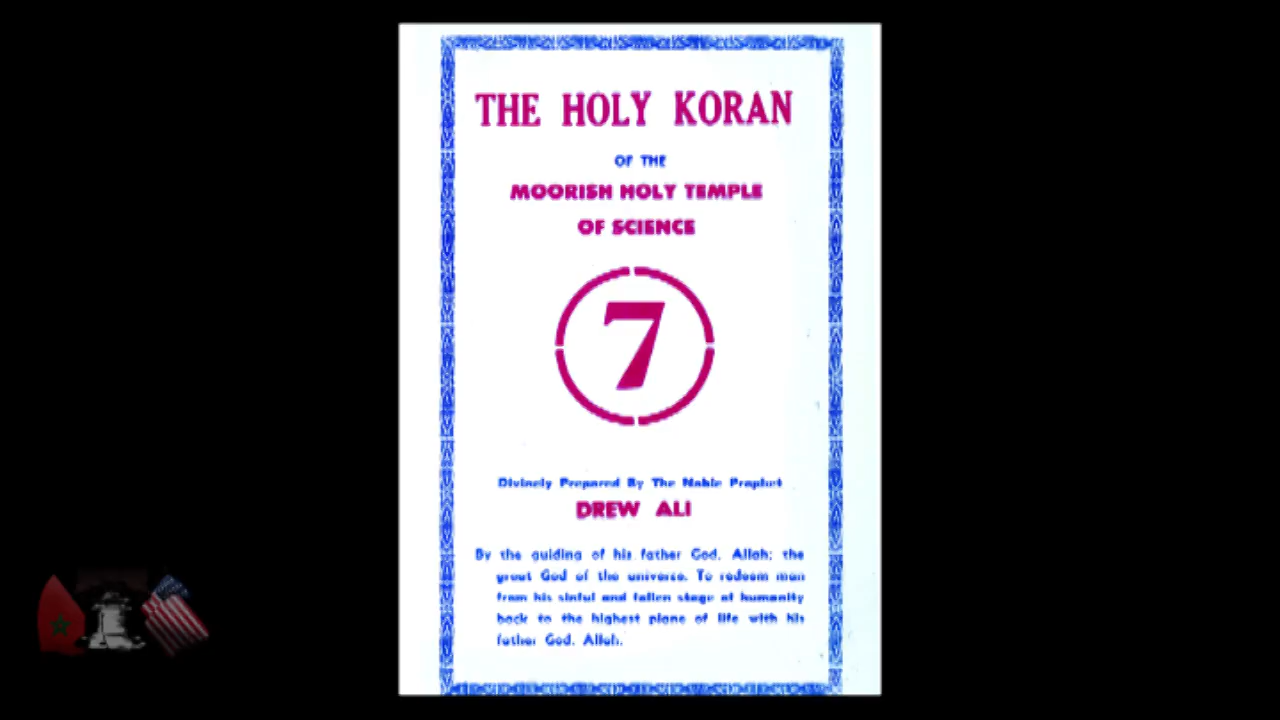 THE HOLY KORAN
OF THE
MOORISH HOLY TEMPLE
OF SCIENCE
7
Divinely Prepared By The Noble Prophet
DREW ALI
By the guiding of his father God, Allah; the
great God of the universe. To redeem man
from his sinful and fallen stage of humanity
back to the highest plane of life with his
father God, Allah.